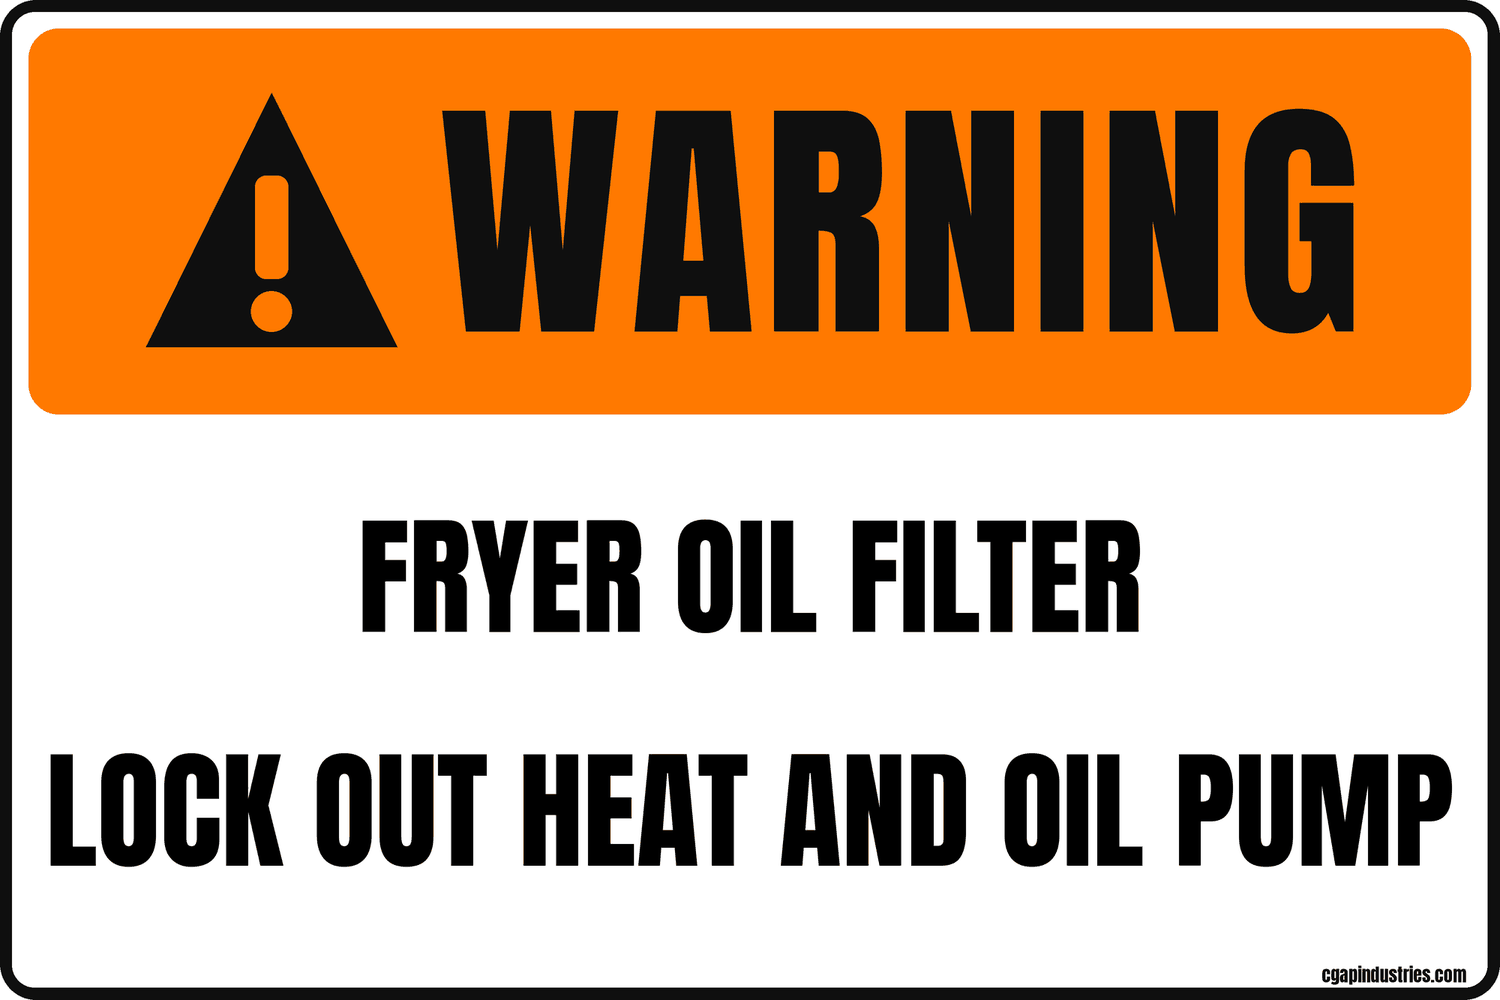 WARNING
FRYER OIL FILTER
LOCK OUT HEAT AND OIL PUMP
cgapindustries.com